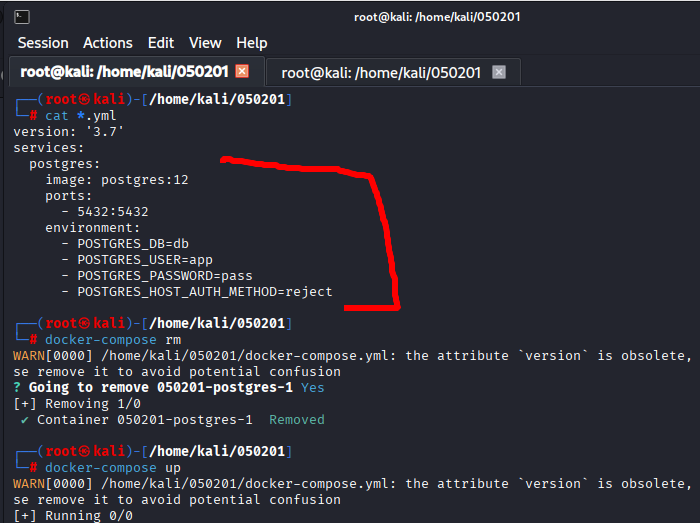 root@kali: /home/kali/050201
Session Actions Edit View Help
root@kali: /home/kali/050201 root@kali: /home/kali/050201
(root㉿kali)-[/home/kali/050201]
# cat *.yml
version: '3.7'
services:
  postgres:
    image: postgres:12
    ports:
      - 5432:5432
    environment:
      - POSTGRES_DB=db
      - POSTGRES_USER=app
      - POSTGRES_PASSWORD=pass
      - POSTGRES_HOST_AUTH_METHOD=reject
(root㉿kali)-[/home/kali/050201]
# docker-compose rm
WARN[0000] /home/kali/050201/docker-compose.yml: the attribute `version` is obsolete,
se remove it to avoid potential confusion
? Going to remove 050201-postgres-1 Yes
[+] Removing 1/0
✔ Container 050201-postgres-1 Removed
(root㉿kali)-[/home/kali/050201]
# docker-compose up
WARN[0000] /home/kali/050201/docker-compose.yml: the attribute `version` is obsolete,
se remove it to avoid potential confusion
[+] Running 0/0